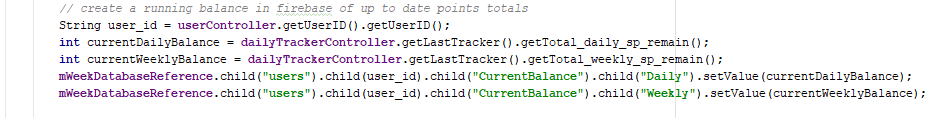 // create a running balance in firebase of up to date points totals
String user_id = userController.getUserID().getUserID();
int currentDailyBalance = dailyTrackerController.getLastTracker().getTotal_daily_sp_remain();
int currentWeeklyBalance = dailyTrackerController.getLastTracker().getTotal_weekly_sp_remain();
mWeekDatabaseReference.child("users").child(user_id).child("CurrentBalance").child("Daily").setValue(currentDailyBalance);
mWeekDatabaseReference.child("users").child(user_id).child("CurrentBalance").child("Weekly").setValue(currentWeeklyBalance);